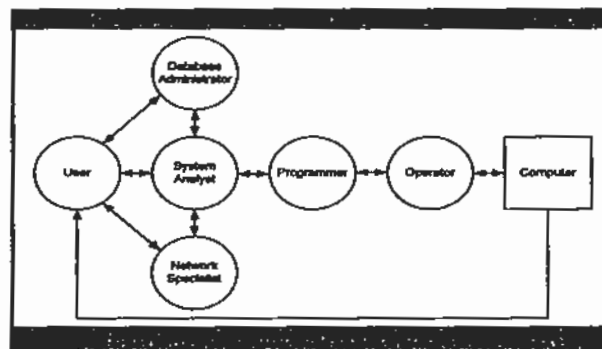 Database
Administrator
User
System
Analyst
Programmer
Operator
Computer
Network
Specialist